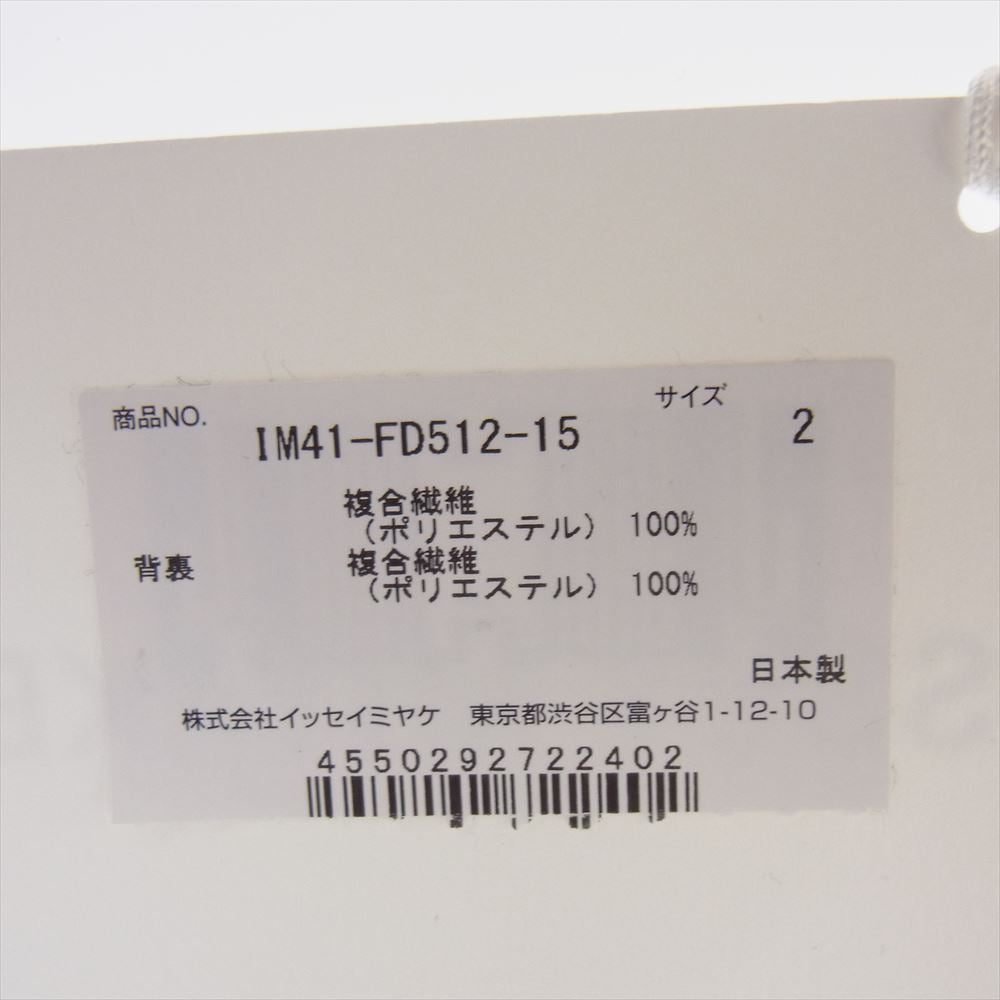 商品NO. IM41-FD512-15 サイズ 2
複合繊維
(ポリエステル) 100%
背裏 複合繊維
(ポリエステル) 100%
日本製
株式会社イッセイミヤケ 東京都渋谷区富ヶ谷1-12-10
4550292722402